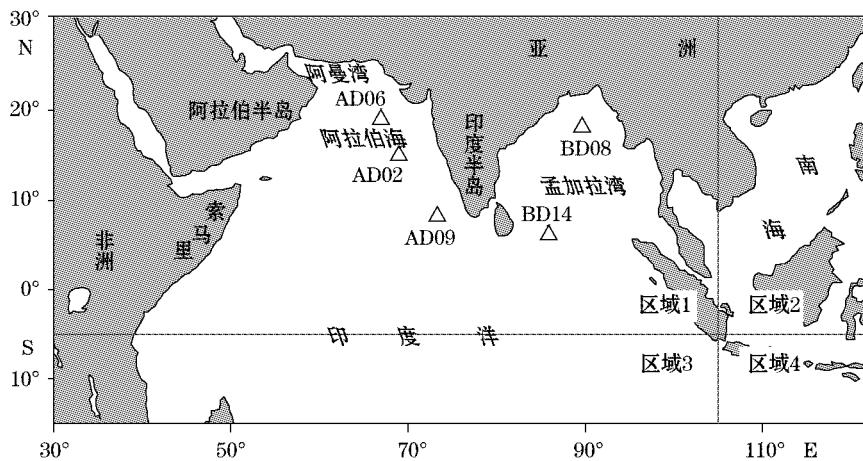 30°
N
亚 洲
阿曼湾
AD06
20°
阿拉伯半岛
阿拉伯海
印度半岛
BD08
AD02
南海
孟加拉湾
10°
索马里
AD09
BD14
非洲
0°
区域1
区域2
印 度 洋
S
区域3
区域4
10°
30° 50° 70° 90° 110° E